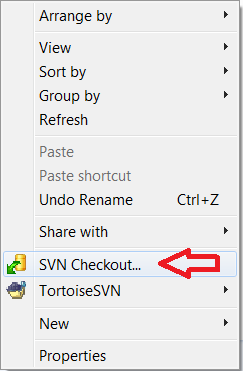 Arrange by
View
Sort by
Group by
Refresh
Paste
Paste shortcut
Undo Rename Ctrl+Z
Share with
SVN Checkout...
TortoiseSVN
New
Properties